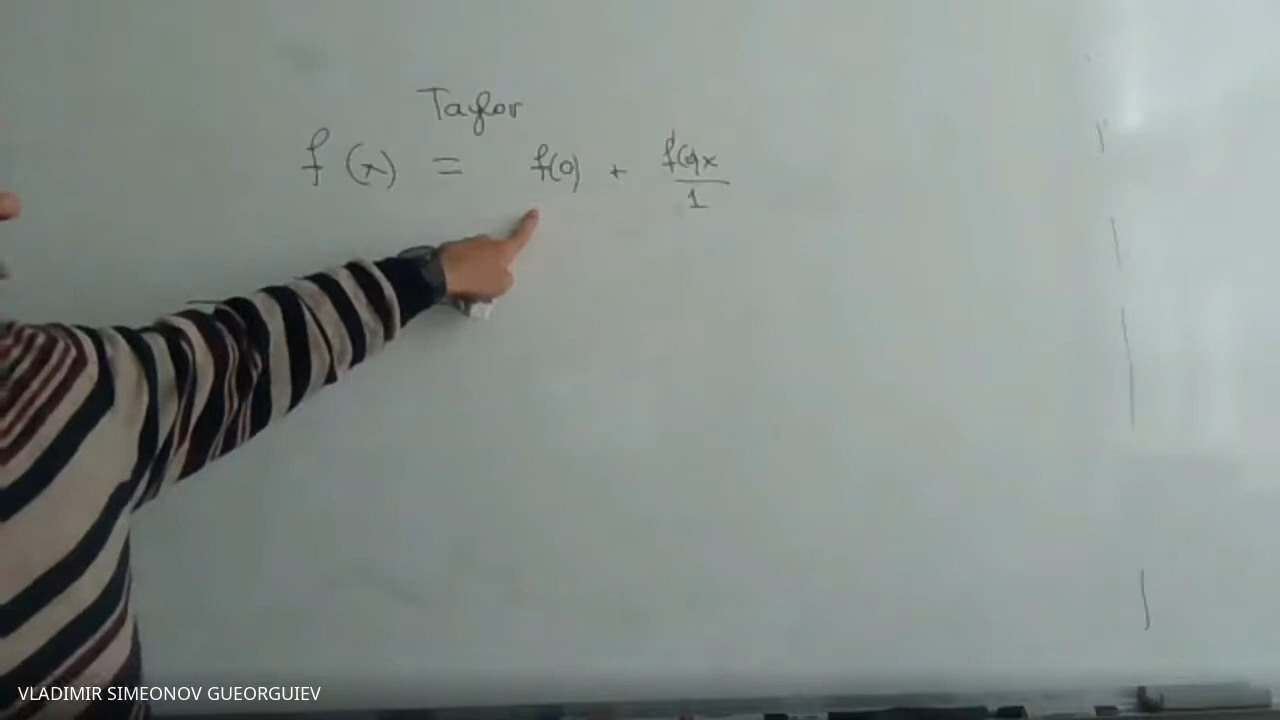 Taylor
f(x) = f(0) + f'(0)x / 1
VLADIMIR SIMEONOV GUEORGUIEV